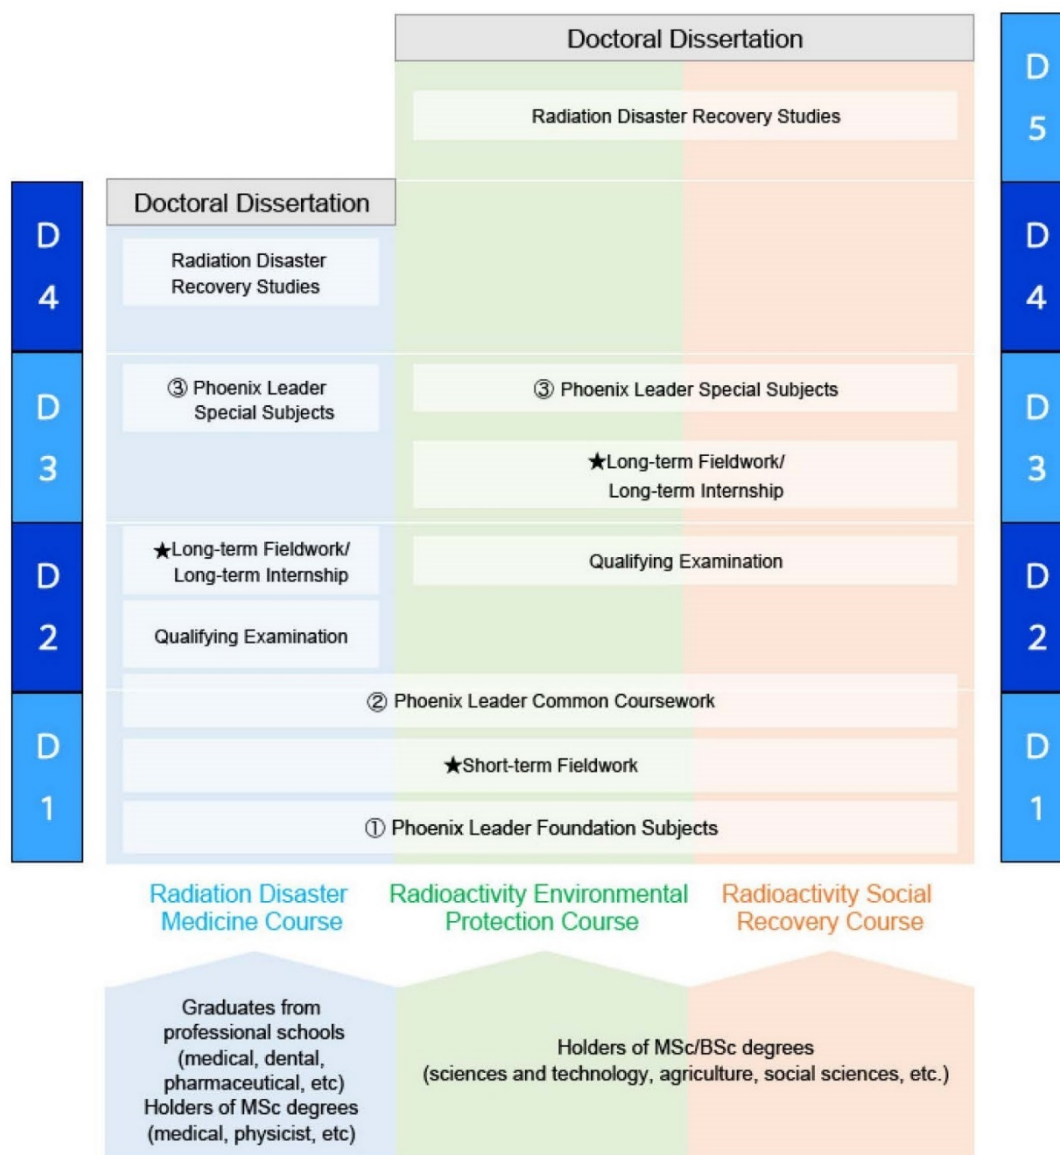 Doctoral Dissertation
Radiation Disaster Recovery Studies
D
5
Doctoral Dissertation
Radiation Disaster
Recovery Studies
D
4
D
4
③ Phoenix Leader
Special Subjects
③ Phoenix Leader Special Subjects
★Long-term Fieldwork/
Long-term Internship
D
3
D
3
★Long-term Fieldwork/
Long-term Internship
Qualifying Examination
Qualifying Examination
D
2
D
2
② Phoenix Leader Common Coursework
★Short-term Fieldwork
① Phoenix Leader Foundation Subjects
D
1
D
1
Radiation Disaster
Medicine Course
Radioactivity Environmental
Protection Course
Radioactivity Social
Recovery Course
Graduates from
professional schools
(medical, dental,
pharmaceutical, etc)
Holders of MSc degrees
(medical, physicist, etc)
Holders of MSc/BSc degrees
(sciences and technology, agriculture, social sciences, etc.)